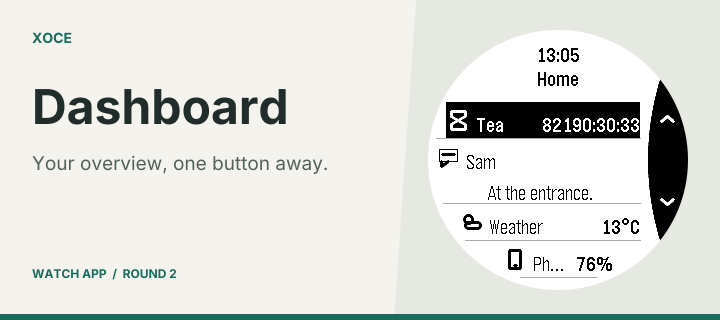 XOCE
Dashboard
Your overview, one button away.
WATCH APP / ROUND 2
13:05
Home
Tea 82190:30:33
Sam
At the entrance.
Weather 13°C
Ph... 76%